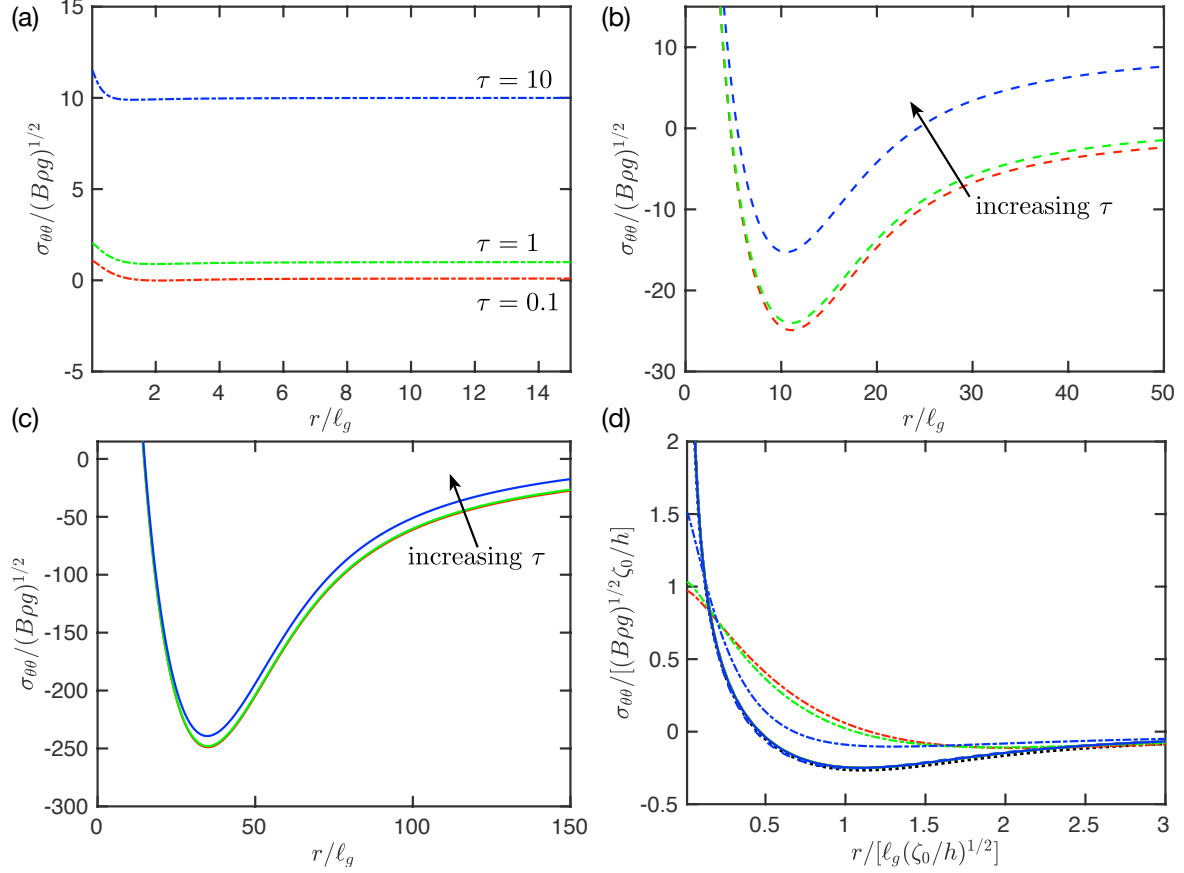 (a)
15
10
5
0
-5
σθθ/(Bρg)^{1/2}
τ = 10
τ = 1
τ = 0.1
2 4 6 8 10 12 14
r/ℓg
(b)
10
0
-10
-20
-30
σθθ/(Bρg)^{1/2}
increasing τ
0 10 20 30 40 50
r/ℓg
(c)
0
-50
-100
-150
-200
-250
-300
σθθ/(Bρg)^{1/2}
increasing τ
0 50 100 150
r/ℓg
(d)
2
1.5
1
0.5
0
-0.5
σθθ/[(Bρg)^{1/2}ζ0/h]
0.5 1 1.5 2 2.5 3
r/[ℓg(ζ0/h)^{1/2}]